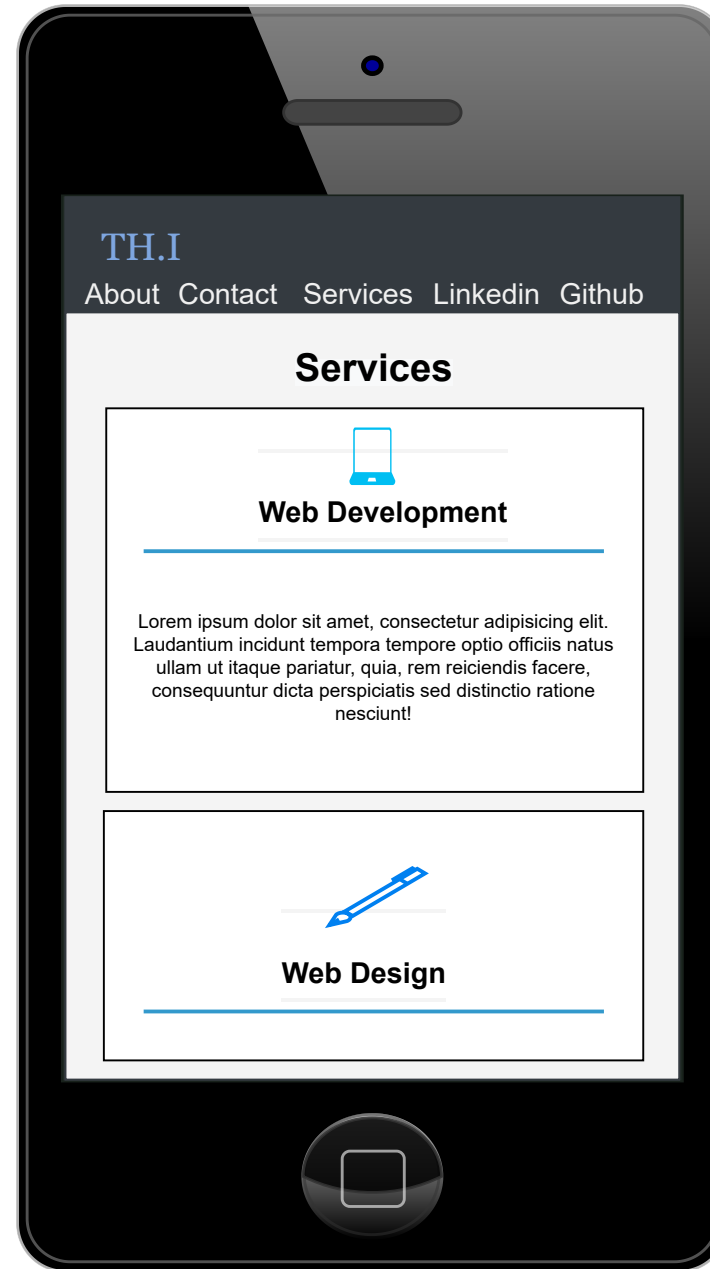 TH.I
About Contact Services Linkedin Github
Services
Web Development
Lorem ipsum dolor sit amet, consectetur adipisicing elit.
Laudantium incidunt tempora tempore optio officiis natus
ullam ut itaque pariatur, quia, rem reiciendis facere,
consequuntur dicta perspiciatis sed distinctio ratione
nesciunt!
Web Design